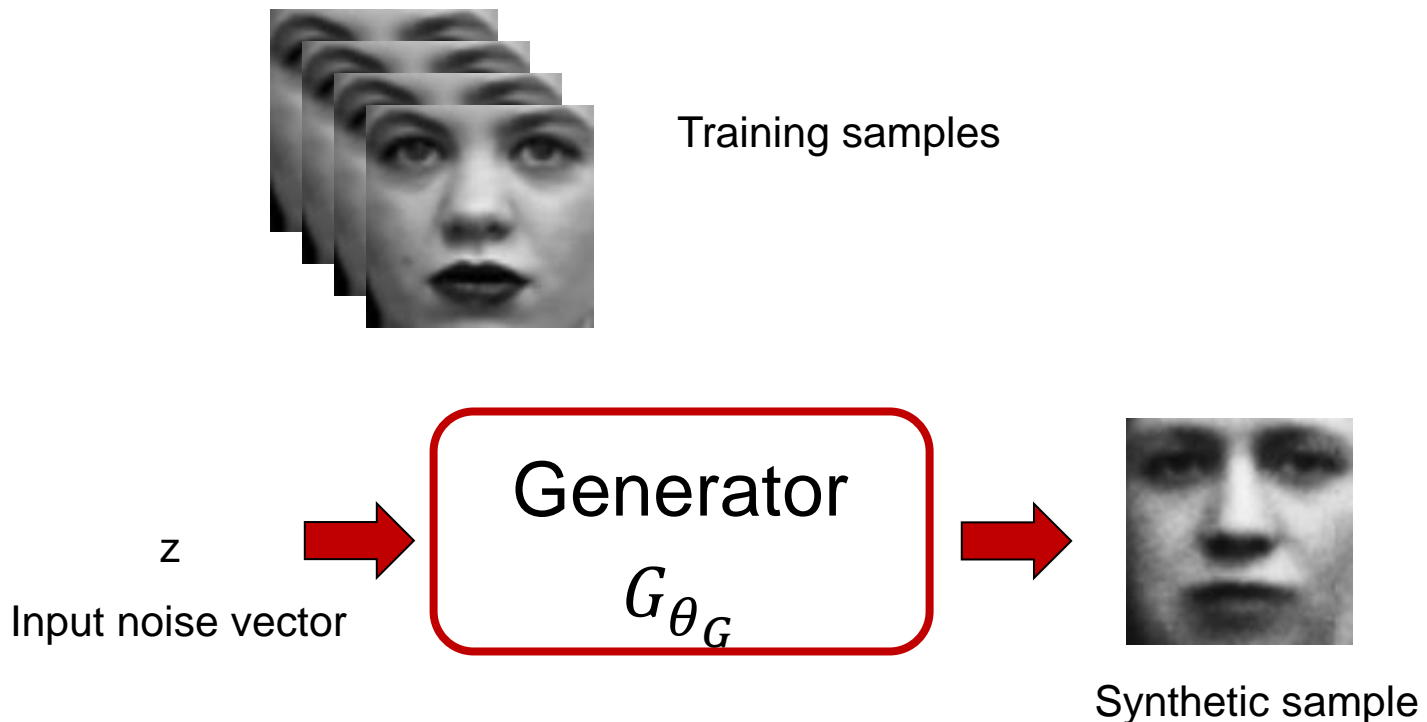 Training samples
Generator
z
G_{θ_G}
Input noise vector
Synthetic sample